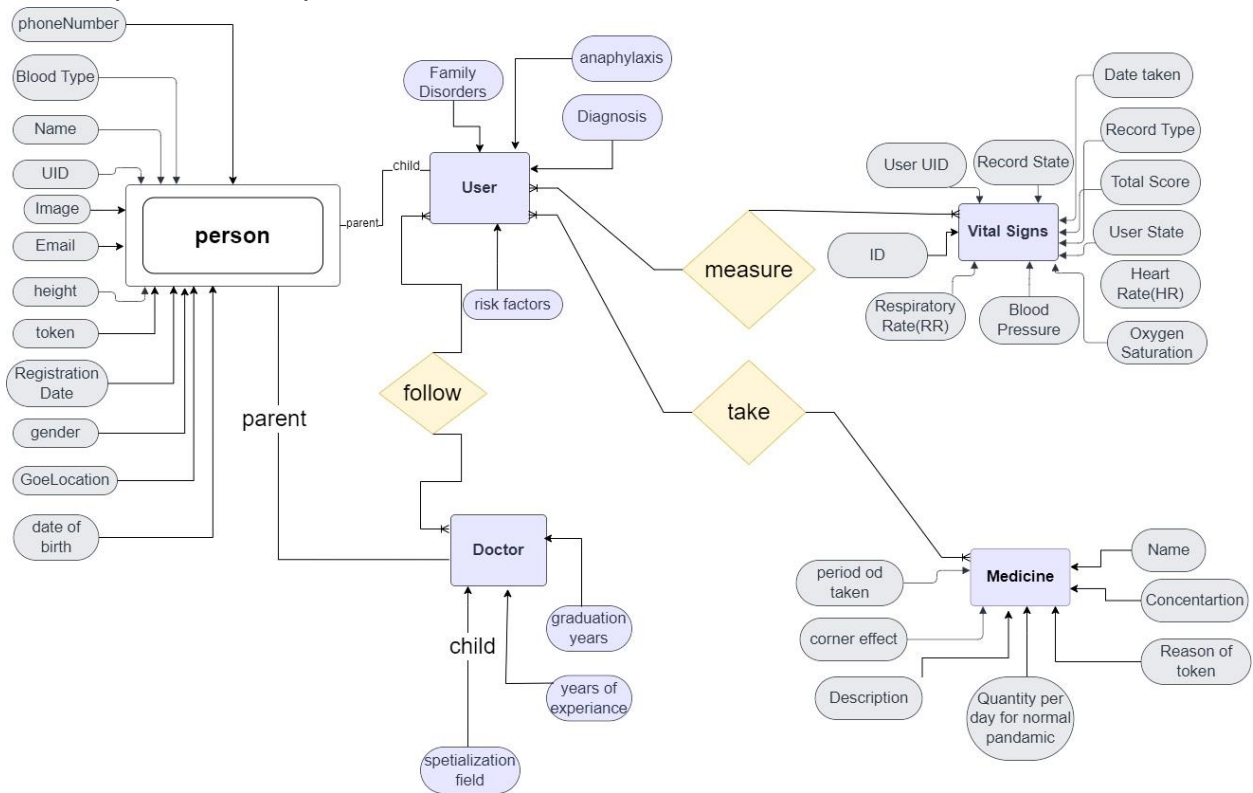 phoneNumber
Blood Type
Name
UID
Image
Email
height
token
Registration
Date
gender
GoeLocation
date of
birth
person
parent
child
parent
Family
Disorders
anaphylaxis
Diagnosis
User
risk factors
follow
Doctor
child
graduation
years
years of
experiance
spetialization
field
measure
take
User UID
Record State
Date taken
Record Type
Total Score
User State
Vital Signs
ID
Respiratory
Rate(RR)
Blood
Pressure
Heart
Rate(HR)
Oxygen
Saturation
Medicine
period od
taken
corner effect
Description
Quantity per
day for normal
pandamic
Name
Concentartion
Reason of
token